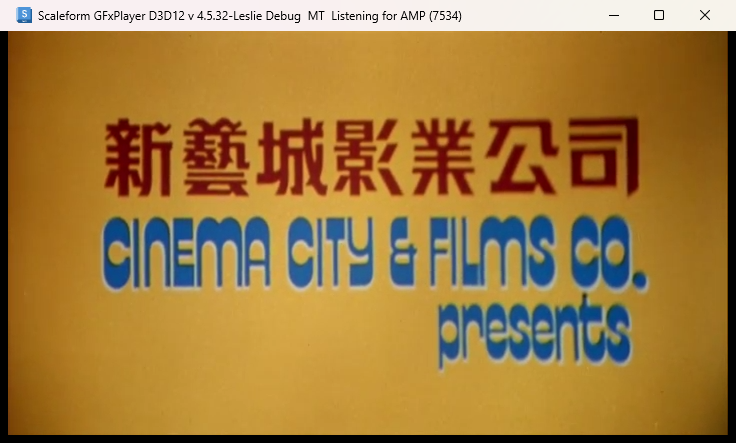 Scaleform GFxPlayer D3D12 v 4.5.32-Leslie Debug  MT  Listening for AMP (7534)
新藝城影業公司
CINEMA CITY & FILMS CO.
presents